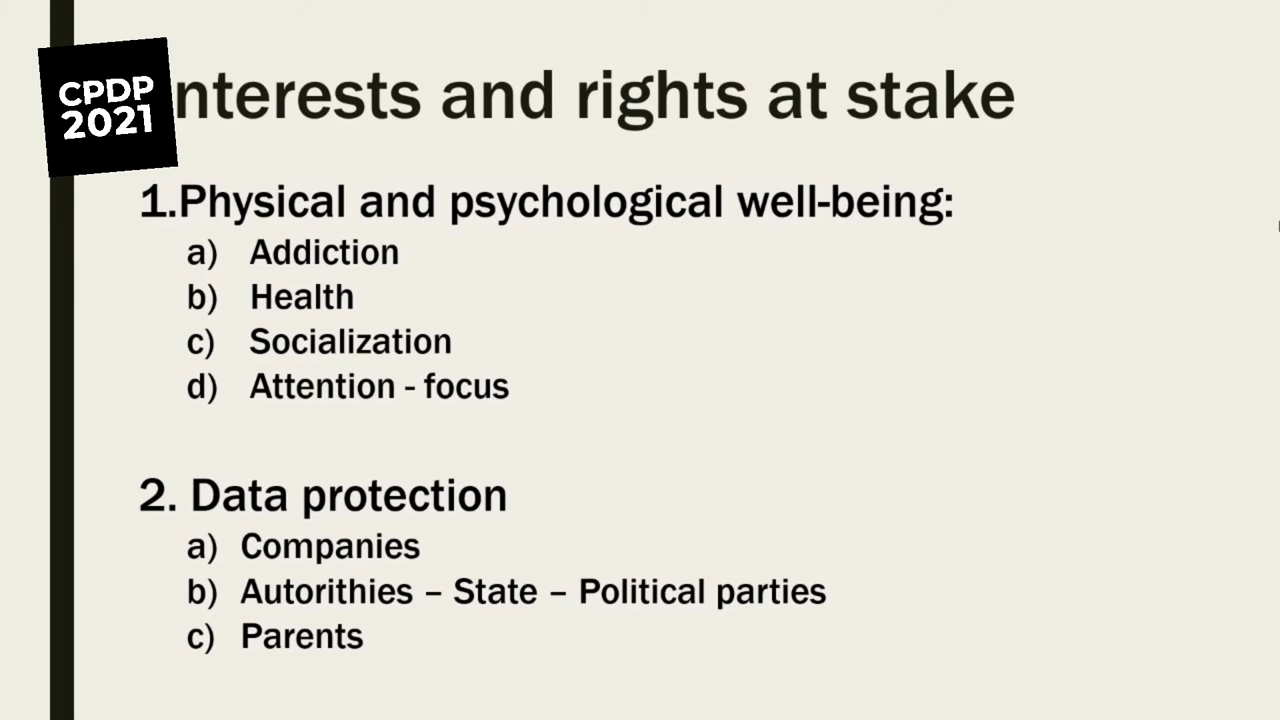 CPDP
2021
nterests and rights at stake
1.Physical and psychological well-being:
a) Addiction
b) Health
c) Socialization
d) Attention - focus
2. Data protection
a) Companies
b) Autorithies – State – Political parties
c) Parents